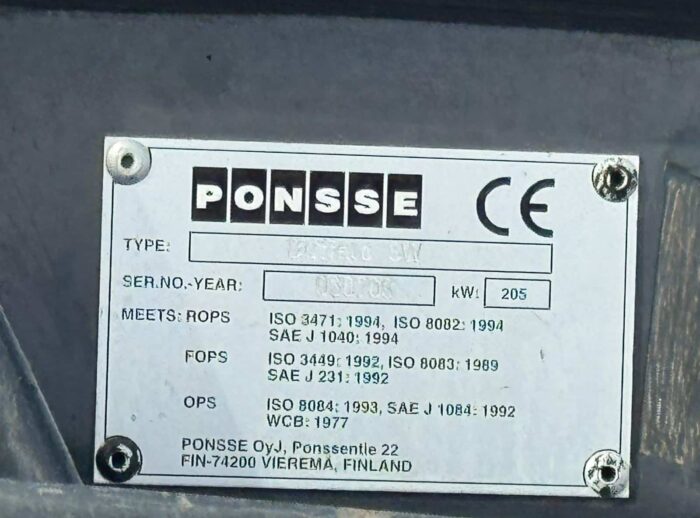 PONSSE CE
TYPE:
SER.NO.-YEAR: kW: 205
MEETS: ROPS ISO 3471: 1994, ISO 8082: 1994
SAE J 1040: 1994
FOPS ISO 3449: 1992, ISO 8083: 1989
SAE J 231: 1992
OPS ISO 8084: 1993, SAE J 1084: 1992
WCB: 1977
PONSSE OyJ, Ponssentie 22
FIN-74200 VIEREMÄ, FINLAND